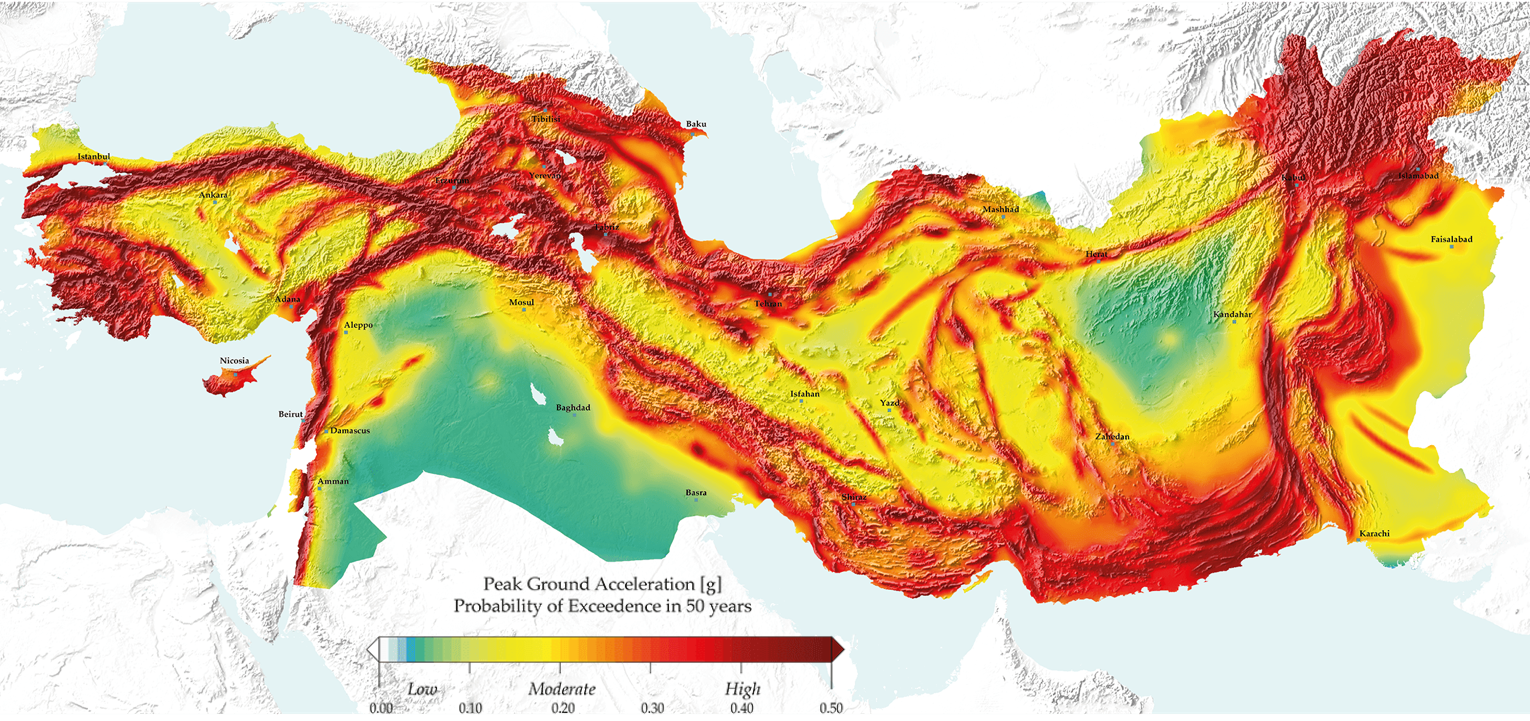 Baku
Tibilisi
Istanbul
Yerevan
Erzurum
Kabul
Islamabad
Ankara
Mashhad
Tabriz
Faisalabad
Herat
Adana
Mosul
Tehran
Kandahar
Aleppo
Nicosia
Isfahan
Yazd
Beirut
Baghdad
Damascus
Zahedan
Amman
Basra
Shiraz
Karachi
Peak Ground Acceleration [g]
Probability of Exceedence in 50 years
Low Moderate High
0.00 0.10 0.20 0.30 0.40 0.50